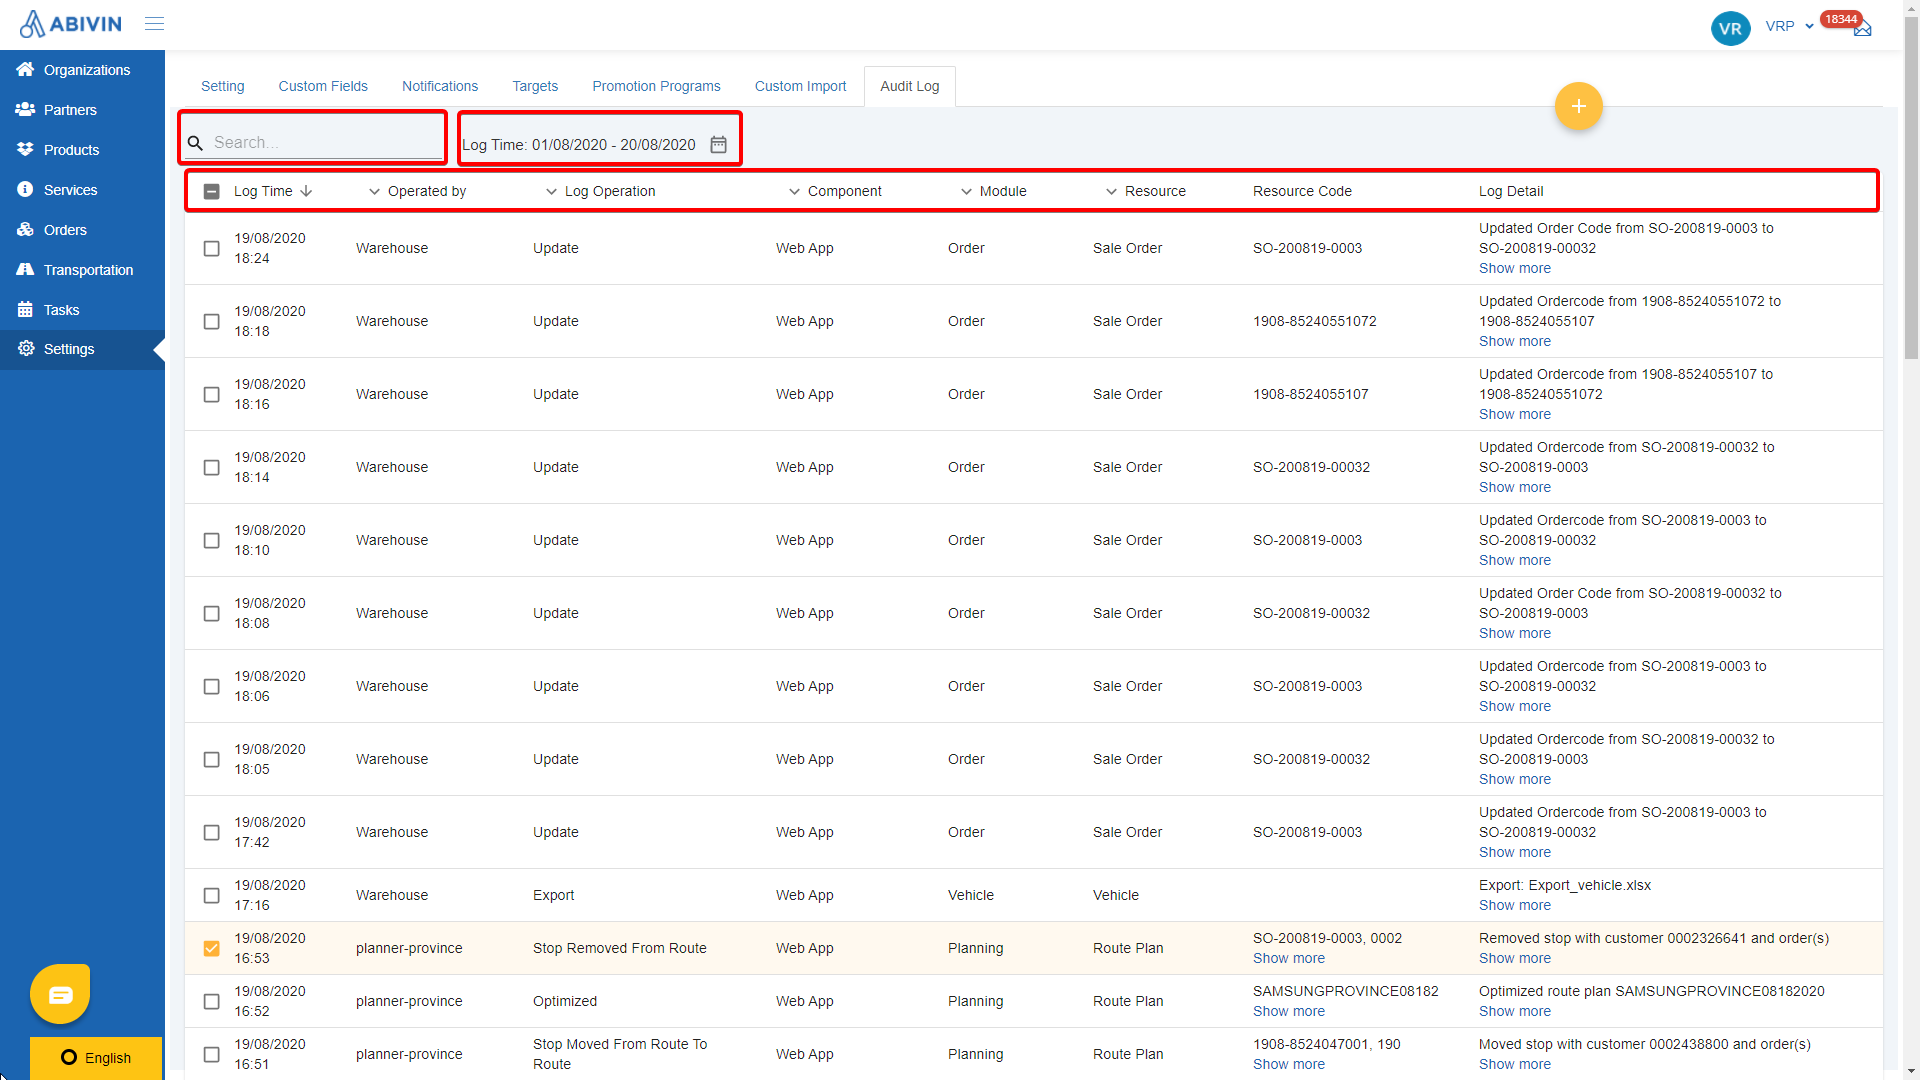 ABIVIN
VR
VRP
18344
Organizations
Partners
Products
Services
Orders
Transportation
Tasks
Settings
Setting
Custom Fields
Notifications
Targets
Promotion Programs
Custom Import
Audit Log
+
Search...
Log Time: 01/08/2020 - 20/08/2020
Log Time
Operated by
Log Operation
Component
Module
Resource
Resource Code
Log Detail
19/08/2020
18:24
Warehouse
Update
Web App
Order
Sale Order
SO-200819-0003
Updated Order Code from SO-200819-0003 to
SO-200819-00032
Show more
19/08/2020
18:18
Warehouse
Update
Web App
Order
Sale Order
1908-85240551072
Updated Ordercode from 1908-85240551072 to
1908-8524055107
Show more
19/08/2020
18:16
Warehouse
Update
Web App
Order
Sale Order
1908-8524055107
Updated Ordercode from 1908-8524055107 to
1908-85240551072
Show more
19/08/2020
18:14
Warehouse
Update
Web App
Order
Sale Order
SO-200819-00032
Updated Ordercode from SO-200819-00032 to
SO-200819-0003
Show more
19/08/2020
18:10
Warehouse
Update
Web App
Order
Sale Order
SO-200819-0003
Updated Ordercode from SO-200819-0003 to
SO-200819-00032
Show more
19/08/2020
18:08
Warehouse
Update
Web App
Order
Sale Order
SO-200819-00032
Updated Order Code from SO-200819-00032 to
SO-200819-0003
Show more
19/08/2020
18:06
Warehouse
Update
Web App
Order
Sale Order
SO-200819-0003
Updated Ordercode from SO-200819-0003 to
SO-200819-00032
Show more
19/08/2020
18:05
Warehouse
Update
Web App
Order
Sale Order
SO-200819-00032
Updated Ordercode from SO-200819-00032 to
SO-200819-0003
Show more
19/08/2020
17:42
Warehouse
Update
Web App
Order
Sale Order
SO-200819-0003
Updated Ordercode from SO-200819-0003 to
SO-200819-00032
Show more
19/08/2020
17:16
Warehouse
Export
Web App
Vehicle
Vehicle
Export: Export_vehicle.xlsx
Show more
19/08/2020
16:53
planner-province
Stop Removed From Route
Web App
Planning
Route Plan
SO-200819-0003, 0002
Show more
Removed stop with customer 0002326641 and order(s)
Show more
19/08/2020
16:52
planner-province
Optimized
Web App
Planning
Route Plan
SAMSUNGPROVINCE08182
Show more
Optimized route plan SAMSUNGPROVINCE08182020
Show more
19/08/2020
16:51
planner-province
Stop Moved From Route To
Route
Web App
Planning
Route Plan
1908-8524047001, 190
Show more
Moved stop with customer 0002438800 and order(s)
Show more
English